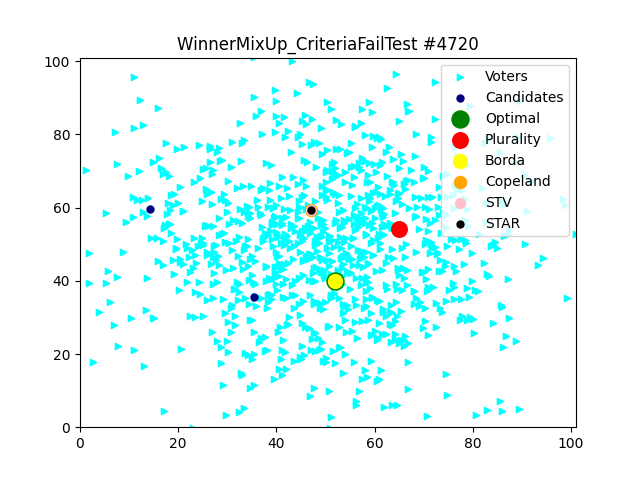 WinnerMixUp_CriteriaFailTest #4720
100
80
60
40
20
0
0
20
40
60
80
100
Voters
Candidates
Optimal
Plurality
Borda
Copeland
STV
STAR